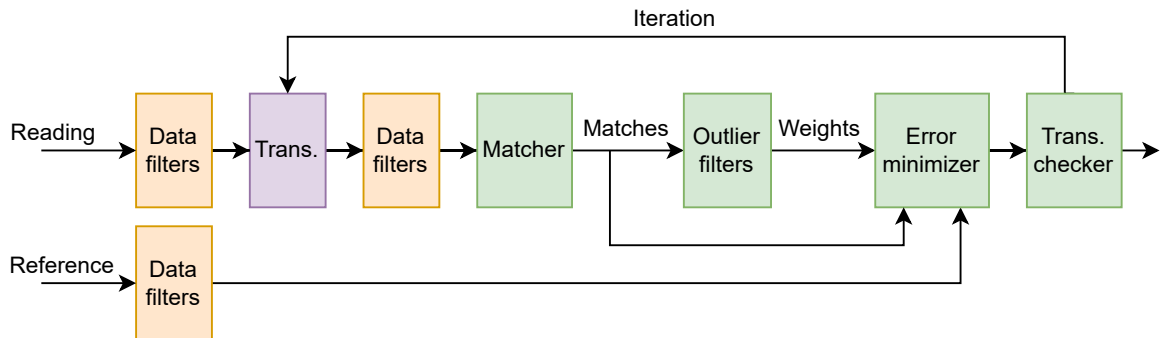 Iteration
Reading
Data
filters
Trans.
Data
filters
Matcher
Matches
Outlier
filters
Weights
Error
minimizer
Trans.
checker
Reference
Data
filters